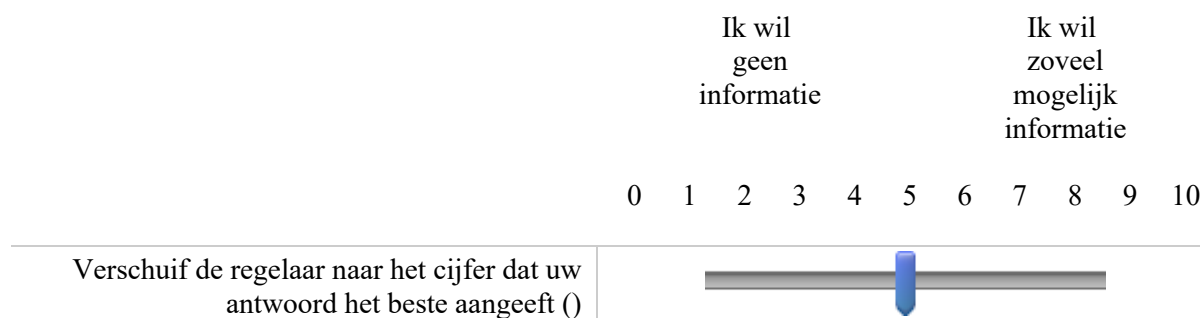 Ik wil
geen
informatie
Ik wil
zoveel
mogelijk
informatie
0 1 2 3 4 5 6 7 8 9 10
Verschuif de regelaar naar het cijfer dat uw
antwoord het beste aangeeft ()